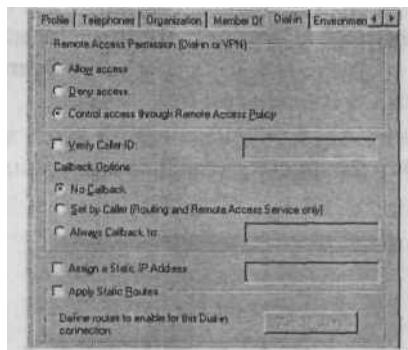 Profile | Telephones | Organization | Member Of | Dial-in | Environmen
Remote Access Permission (Dial-in or VPN)
Allow access
Deny access
Control access through Remote Access Policy
Verify Caller-ID:
Callback Options
No Callback
Set by Caller (Routing and Remote Access Service only)
Always Callback to:
Assign a Static IP Address
Apply Static Routes
Define routes to enable for this Dial-in
connection.